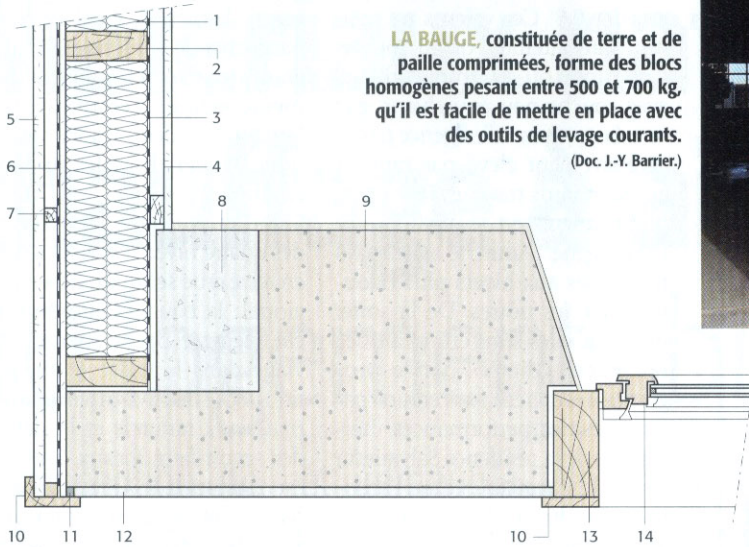 LA BAUGE, constituée de terre et de
paille comprimées, forme des blocs
homogènes pesant entre 500 et 700 kg,
qu'il est facile de mettre en place avec
des outils de levage courants.
(Doc. J.-Y. Barrier.)
1
2
5
3
6
4
7
8
9
10
11
12
10
13
14